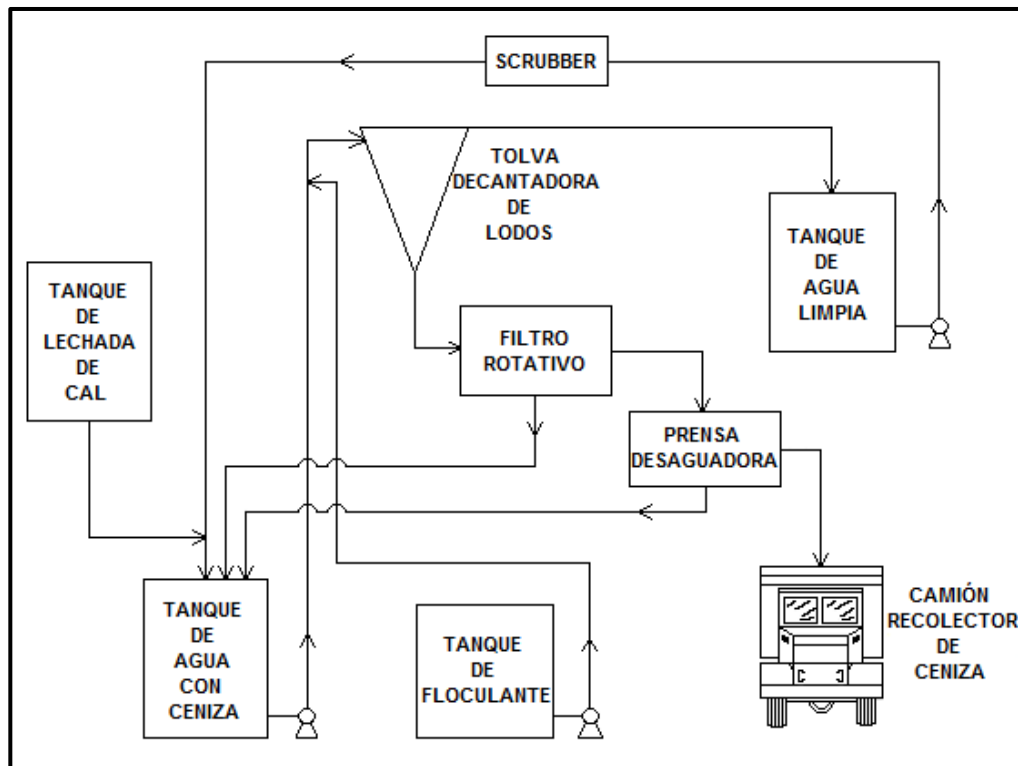 SCRUBBER
TOLVA
DECANTADORA
DE
LODOS
TANQUE
DE
AGUA
LIMPIA
TANQUE
DE
LECHADA
DE
CAL
FILTRO
ROTATIVO
PRENSA
DESAGUADORA
TANQUE
DE
AGUA
CON
CENIZA
TANQUE
DE
FLOCULANTE
CAMIÓN
RECOLECTOR
DE
CENIZA